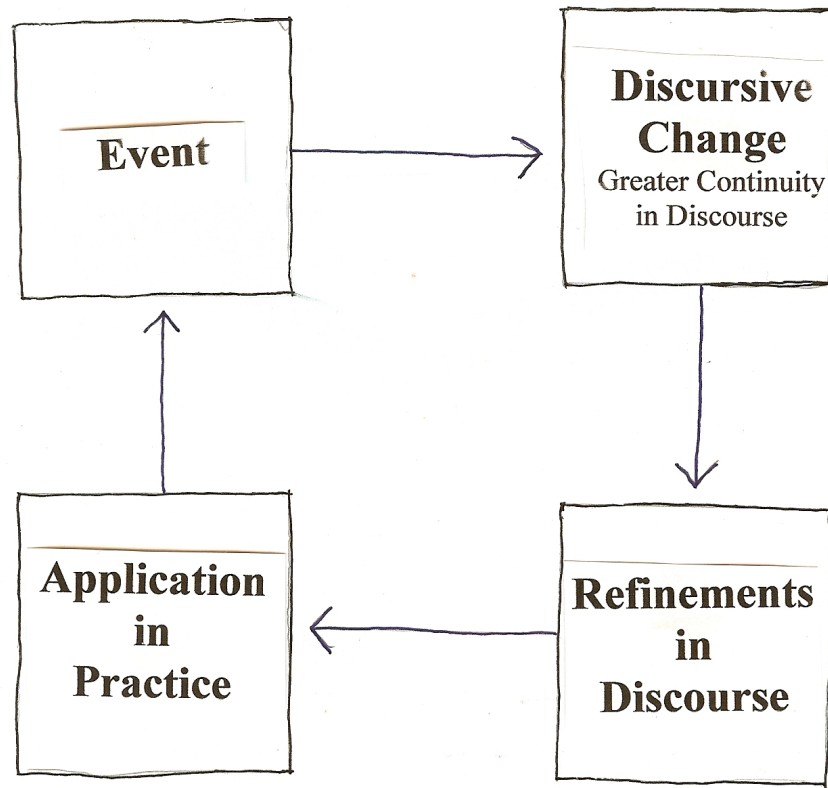 Event
Discursive
Change
Greater Continuity
in Discourse
Application
in
Practice
Refinements
in
Discourse